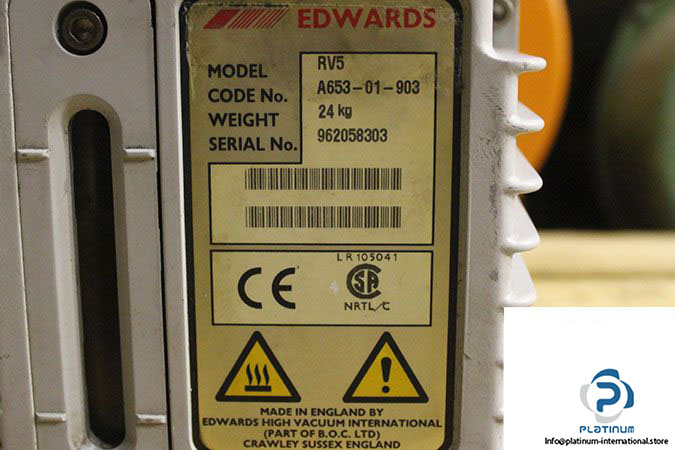 EDWARDS
MODEL RV5
CODE No. A653-01-903
WEIGHT 24 kg
SERIAL No. 962058303
LR105041
CE SA
NRTL/C
MADE IN ENGLAND BY
EDWARDS HIGH VACUUM INTERNATIONAL
(PART OF B.O.C. LTD)
CRAWLEY SUSSEX ENGLAND
PLATINUM
Info@platinum-international.store